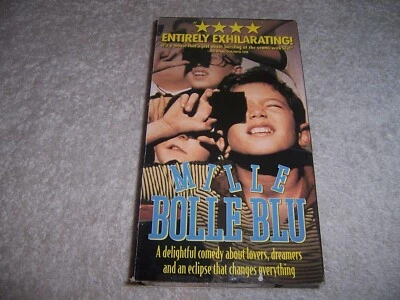 ★★★★
ENTIRELY EXHILARATING!
MILLE
BOLLE BLU
A delightful comedy about lovers, dreamers
and an eclipse that changes everything